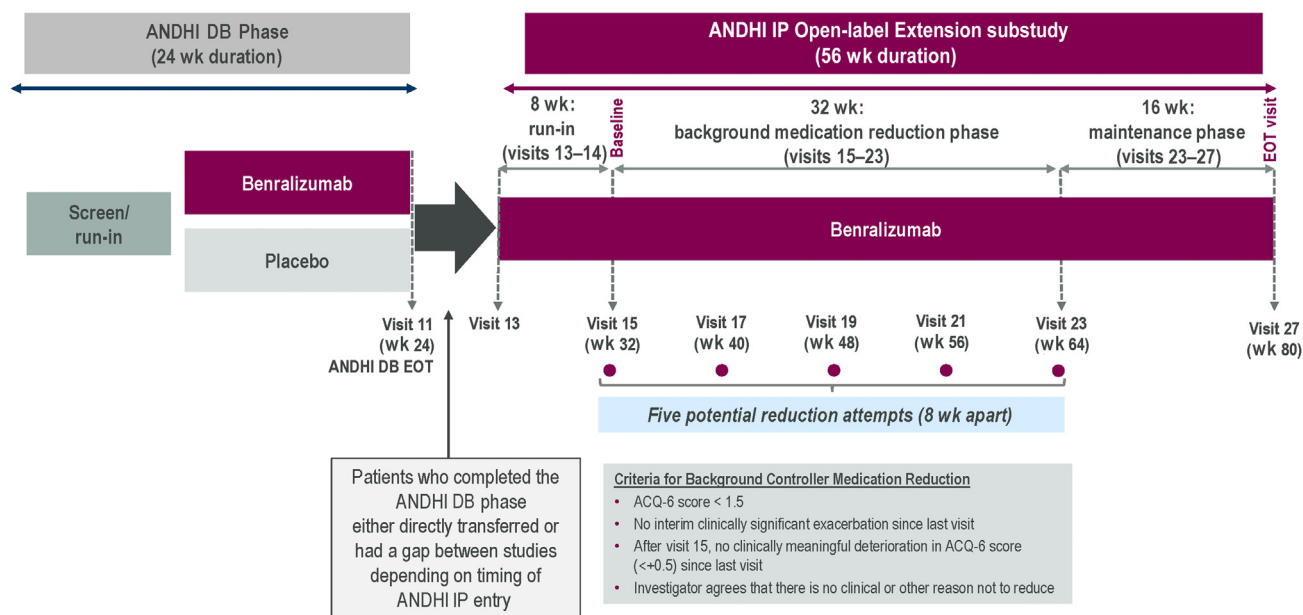 ANDHI DB Phase
(24 wk duration)
ANDHI IP Open-label Extension substudy
(56 wk duration)
8 wk:
run-in
(visits 13–14)
Baseline
32 wk:
background medication reduction phase
(visits 15–23)
16 wk:
maintenance phase
(visits 23–27)
EOT visit
Screen/
run-in
Benralizumab
Placebo
Benralizumab
Visit 11
(wk 24)
ANDHI DB EOT
Visit 13
Visit 15
(wk 32)
Visit 17
(wk 40)
Visit 19
(wk 48)
Visit 21
(wk 56)
Visit 23
(wk 64)
Visit 27
(wk 80)
Five potential reduction attempts (8 wk apart)
Patients who completed the
ANDHI DB phase
either directly transferred or
had a gap between studies
depending on timing of
ANDHI IP entry
Criteria for Background Controller Medication Reduction
• ACQ-6 score < 1.5
• No interim clinically significant exacerbation since last visit
• After visit 15, no clinically meaningful deterioration in ACQ-6 score
(<+0.5) since last visit
• Investigator agrees that there is no clinical or other reason not to reduce